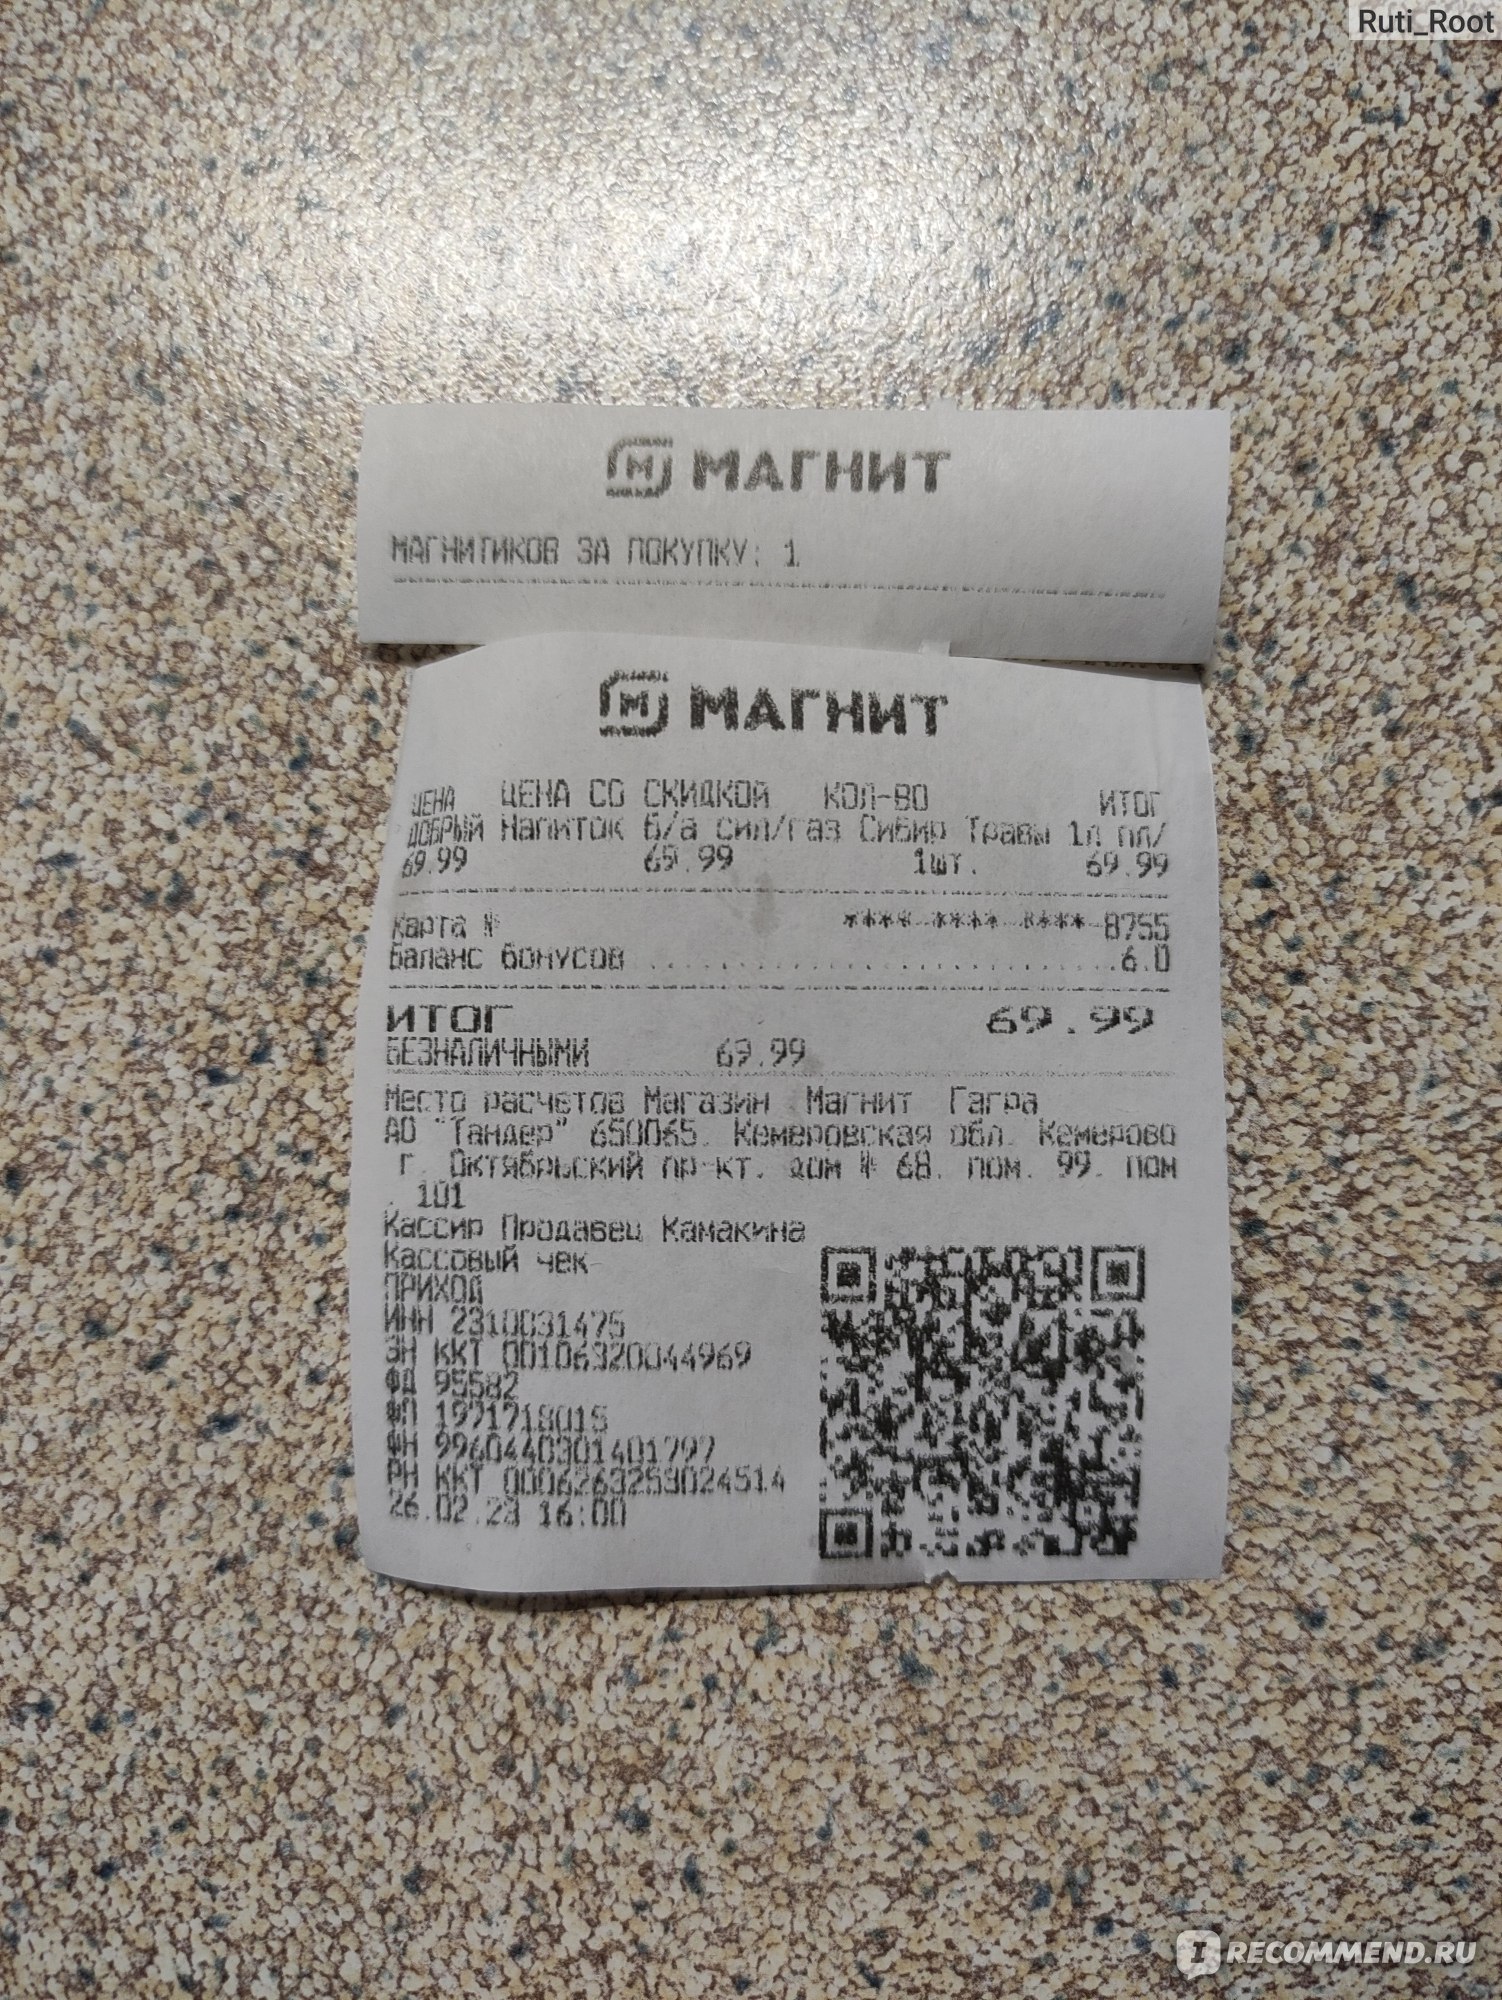 Ruti_Root
МАГНИТ
МАГНИТИКОВ ЗА ПОКУПКУ: 1
МАГНИТ
ЦЕНА ЦЕНА СО СКИДКОЙ КОЛ-ВО ИТОГ
ДОБРЫЙ Напиток б/а сил/газ Сибир Травы 1л пл/
69.99 69.99 1шт. 69.99
Карта № **** **** ****-8755
Баланс бонусов ..............................6.0
ИТОГ 69.99
БЕЗНАЛИЧНЫМИ 69.99
Место расчетов Магазин Магнит Гагра
АО "Тандер" 650065, Кемеровская обл, Кемерово
г, Октябрьский пр-кт, дом № 68, пом. 99, пом
. 101
Кассир Продавец Камакина
Кассовый чек
ПРИХОД
ИНН 2310031475
ЗН ККТ 00106320044969
ФД 95582
ФП 1971718015
ФН 9960440301401797
РН ККТ 0006263259024514
26.02.23 16:00
IRECOMMEND.RU